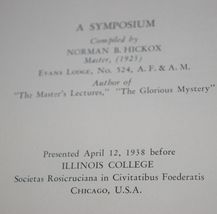 A SYMPOSIUM
Compiled by
NORMAN B. HICKOX
Master, (1925)
EVANS LODGE, NO. 524, A. F. & A. M.
Author of
"The Master's Lectures," "The Glorious Mystery"
Presented April 12, 1938 before
ILLINOIS COLLEGE
Societas Rosicruciana in Civitatibus Foederatis
CHICAGO, U.S.A.